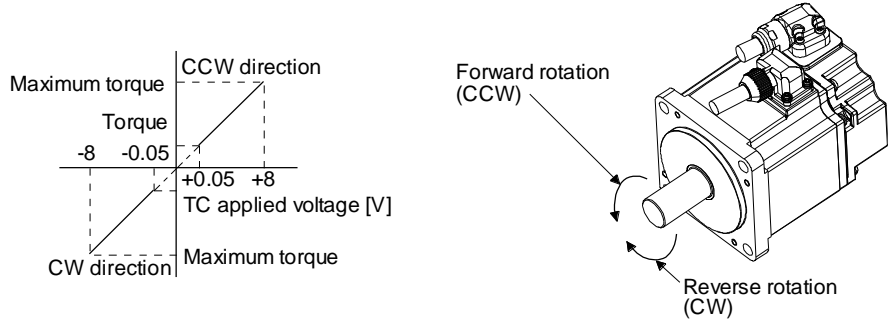 CCW direction
Maximum torque
Torque
-8
-0.05
+0.05
+8
TC applied voltage [V]
CW direction
Maximum torque
Forward rotation
(CCW)
Reverse rotation
(CW)